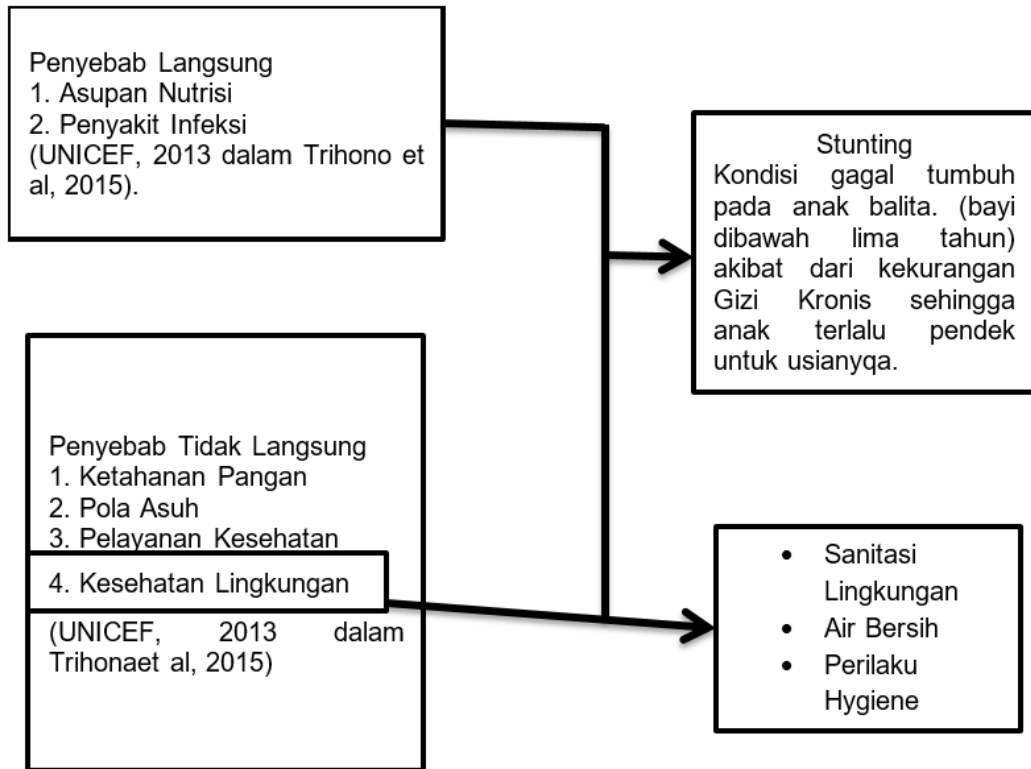 Penyebab Langsung
1. Asupan Nutrisi
2. Penyakit Infeksi
(UNICEF, 2013 dalam Trihono et
al, 2015).
Stunting
Kondisi gagal tumbuh
pada anak balita. (bayi
dibawah lima tahun)
akibat dari kekurangan
Gizi Kronis sehingga
anak terlalu pendek
untuk usianyqa.
Penyebab Tidak Langsung
1. Ketahanan Pangan
2. Pola Asuh
3. Pelayanan Kesehatan
4. Kesehatan Lingkungan
(UNICEF, 2013 dalam
Trihonaet al, 2015)
• Sanitasi
Lingkungan
• Air Bersih
• Perilaku
Hygiene